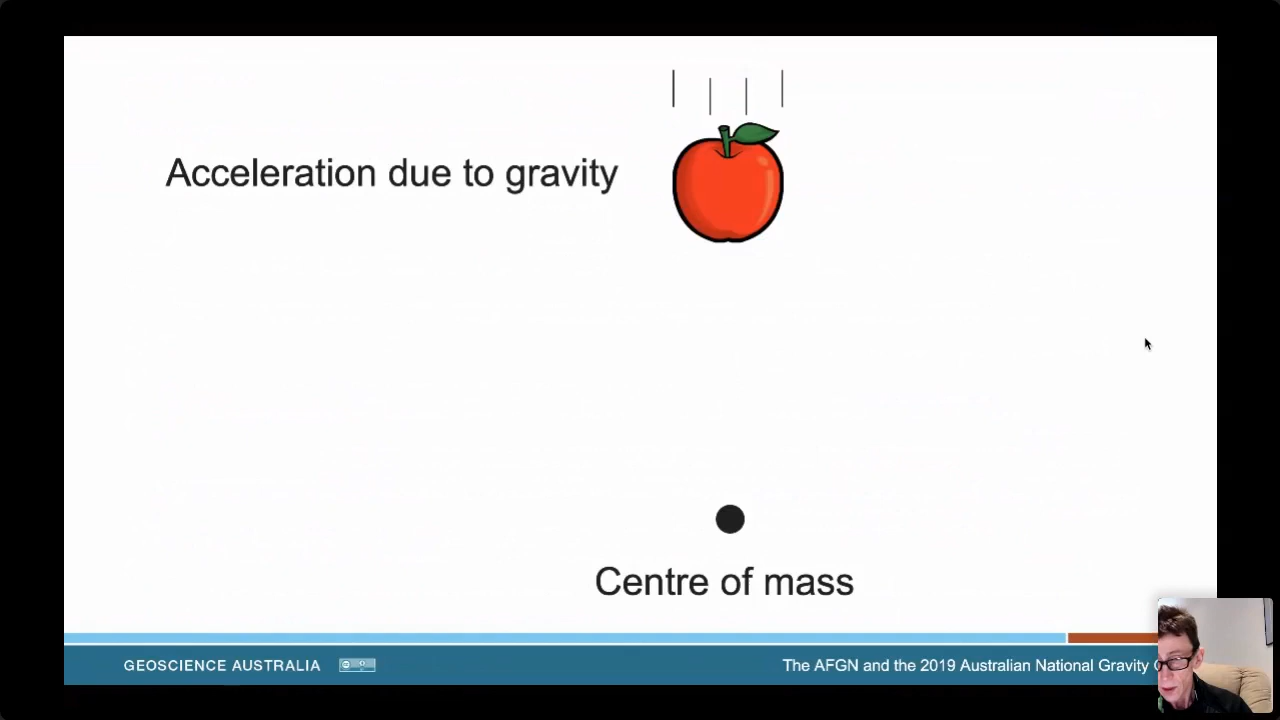 Acceleration due to gravity
Centre of mass
GEOSCIENCE AUSTRALIA
The AFGN and the 2019 Australian National Gravity